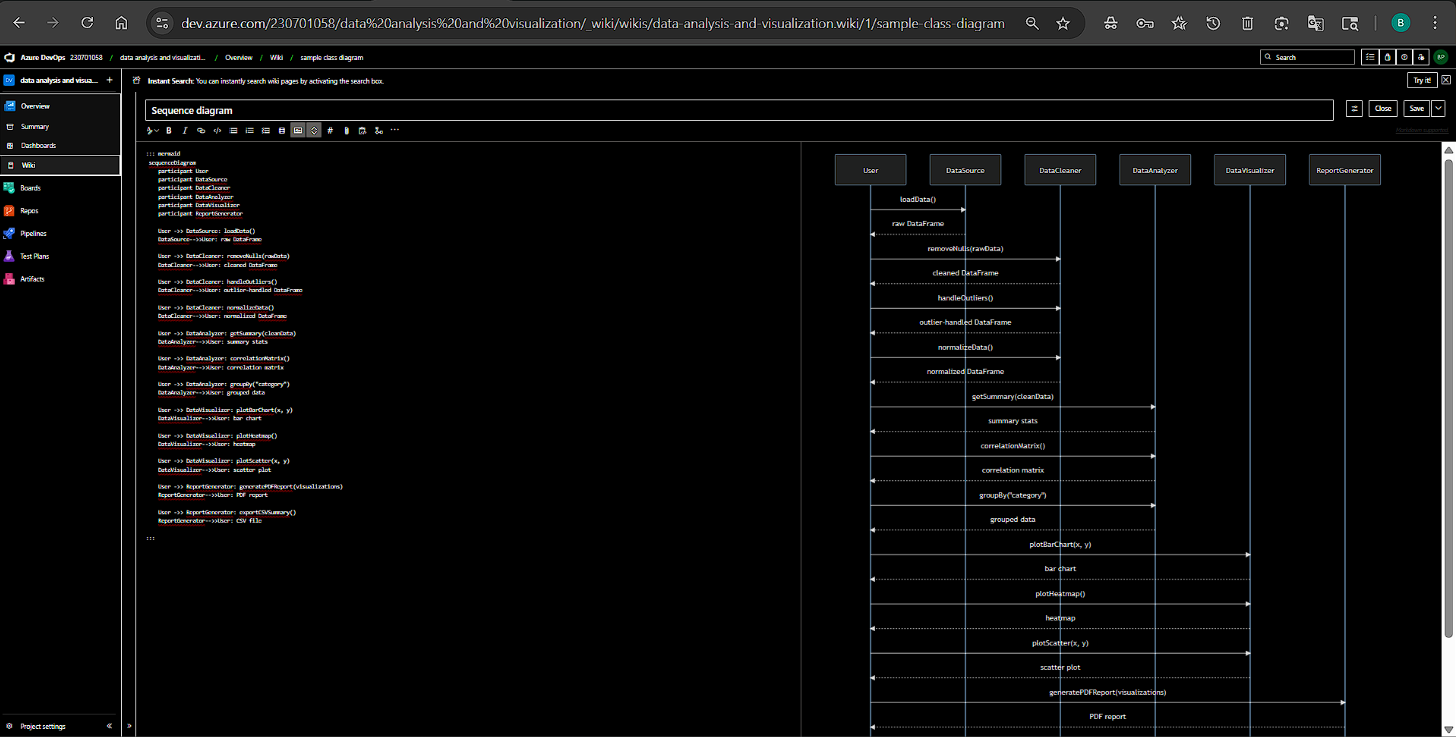 dev.azure.com/230701058/data%20analysis%20and%20visualization/_wiki/wikis/data-analysis-and-visualization.wiki/1/sample-class-diagram
B
Azure DevOps 230701058 / data analysis and visualizati... / Overview / Wiki / sample class diagram
Search
BP
DV data analysis and visua... +
Instant Search: You can instantly search wiki pages by activating the search box.
Try it!
Overview
Summary
Dashboards
Wiki
Boards
Repos
Pipelines
Test Plans
Artifacts
Project settings
Sequence diagram
Close
Save
Markdown supported.
::: mermaid
sequenceDiagram
participant User
participant DataSource
participant DataCleaner
participant DataAnalyzer
participant DataVisualizer
participant ReportGenerator
User ->> DataSource: loadData()
DataSource-->>User: raw DataFrame
User ->> DataCleaner: removeNulls(rawData)
DataCleaner-->>User: cleaned DataFrame
User ->> DataCleaner: handleOutliers()
DataCleaner-->>User: outlier-handled DataFrame
User ->> DataCleaner: normalizeData()
DataCleaner-->>User: normalized DataFrame
User ->> DataAnalyzer: getSummary(cleanData)
DataAnalyzer-->>User: summary stats
User ->> DataAnalyzer: correlationMatrix()
DataAnalyzer-->>User: correlation matrix
User ->> DataAnalyzer: groupBy("category")
DataAnalyzer-->>User: grouped data
User ->> DataVisualizer: plotBarChart(x, y)
DataVisualizer-->>User: bar chart
User ->> DataVisualizer: plotHeatmap()
DataVisualizer-->>User: heatmap
User ->> DataVisualizer: plotScatter(x, y)
DataVisualizer-->>User: scatter plot
User ->> ReportGenerator: generatePDFReport(visualizations)
ReportGenerator-->>User: PDF report
User ->> ReportGenerator: exportCSVSummary()
ReportGenerator-->>User: CSV file
:::
User DataSource DataCleaner DataAnalyzer DataVisualizer ReportGenerator
loadData()
raw DataFrame
removeNulls(rawData)
cleaned DataFrame
handleOutliers()
outlier-handled DataFrame
normalizeData()
normalized DataFrame
getSummary(cleanData)
summary stats
correlationMatrix()
correlation matrix
groupBy("category")
grouped data
plotBarChart(x, y)
bar chart
plotHeatmap()
heatmap
plotScatter(x, y)
scatter plot
generatePDFReport(visualizations)
PDF report